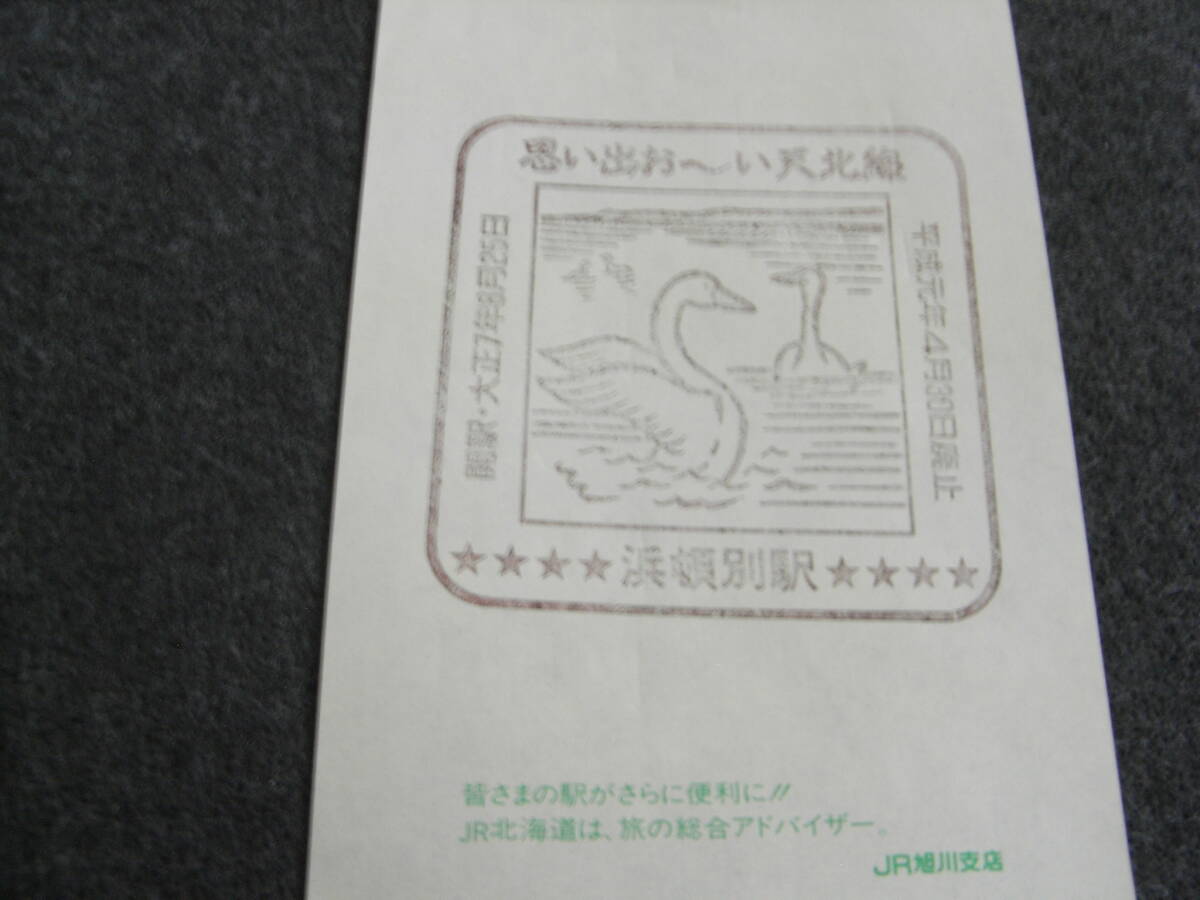 思い出お〜い天北線
開駅・大正7年8月25日
平成元年4月30日廃止
★★★★浜頓別駅★★★★
皆さまの駅がさらに便利に!!
JR北海道は、旅の総合アドバイザー。
JR旭川支店